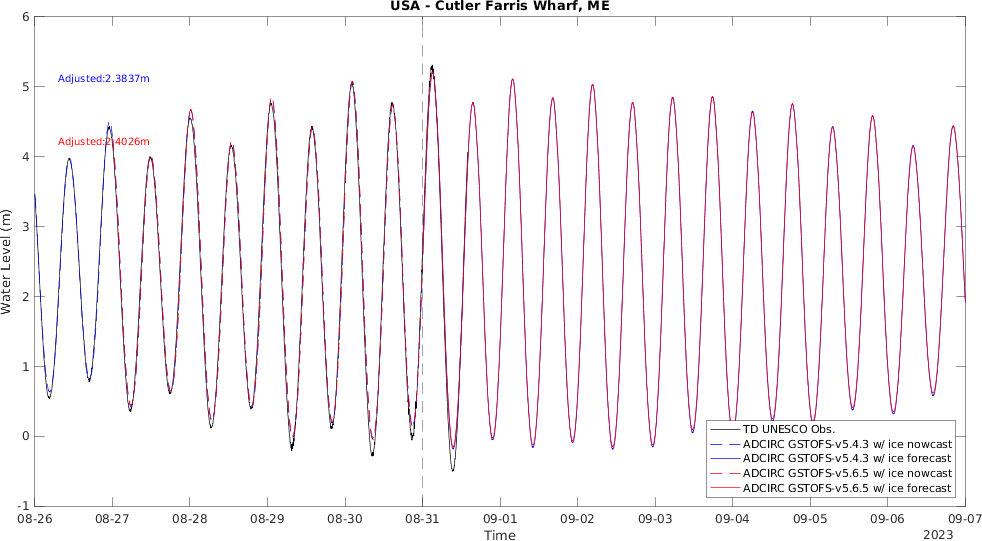 USA - Cutler Farris Wharf, ME
6
5
4
3
2
1
0
-1
Water Level (m)
Adjusted:2.3837m
Adjusted:2.4026m
TD UNESCO Obs.
ADCIRC GSTOFS-v5.4.3 w/ ice nowcast
ADCIRC GSTOFS-v5.4.3 w/ ice forecast
ADCIRC GSTOFS-v5.6.5 w/ ice nowcast
ADCIRC GSTOFS-v5.6.5 w/ ice forecast
08-26 08-27 08-28 08-29 08-30 08-31 09-01 09-02 09-03 09-04 09-05 09-06 09-07
Time
2023